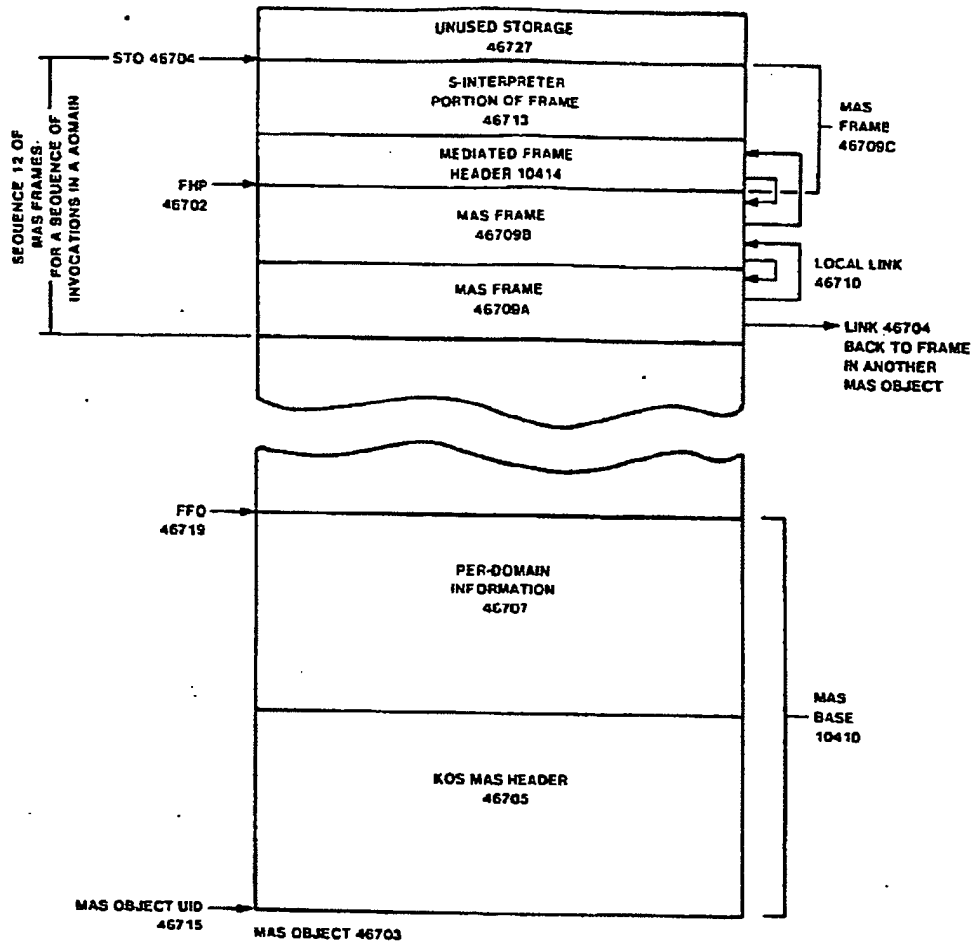 UNUSED STORAGE
46727
STO 46704
S-INTERPRETER
PORTION OF FRAME
46713
MAS
FRAME
46709C
MEDIATED FRAME
HEADER 10414
FHP
46702
SEQUENCE 12 OF
MAS FRAMES-
FOR A SEQUENCE OF
INVOCATIONS IN A AOMAIN
MAS FRAME
46709B
LOCAL LINK
46710
MAS FRAME
46709A
LINK 46704
BACK TO FRAME
IN ANOTHER
MAS OBJECT
FFO
46719
PER-DOMAIN
INFORMATION
46707
MAS
BASE
10410
KOS MAS HEADER
46705
MAS OBJECT UID
46715
MAS OBJECT 46703